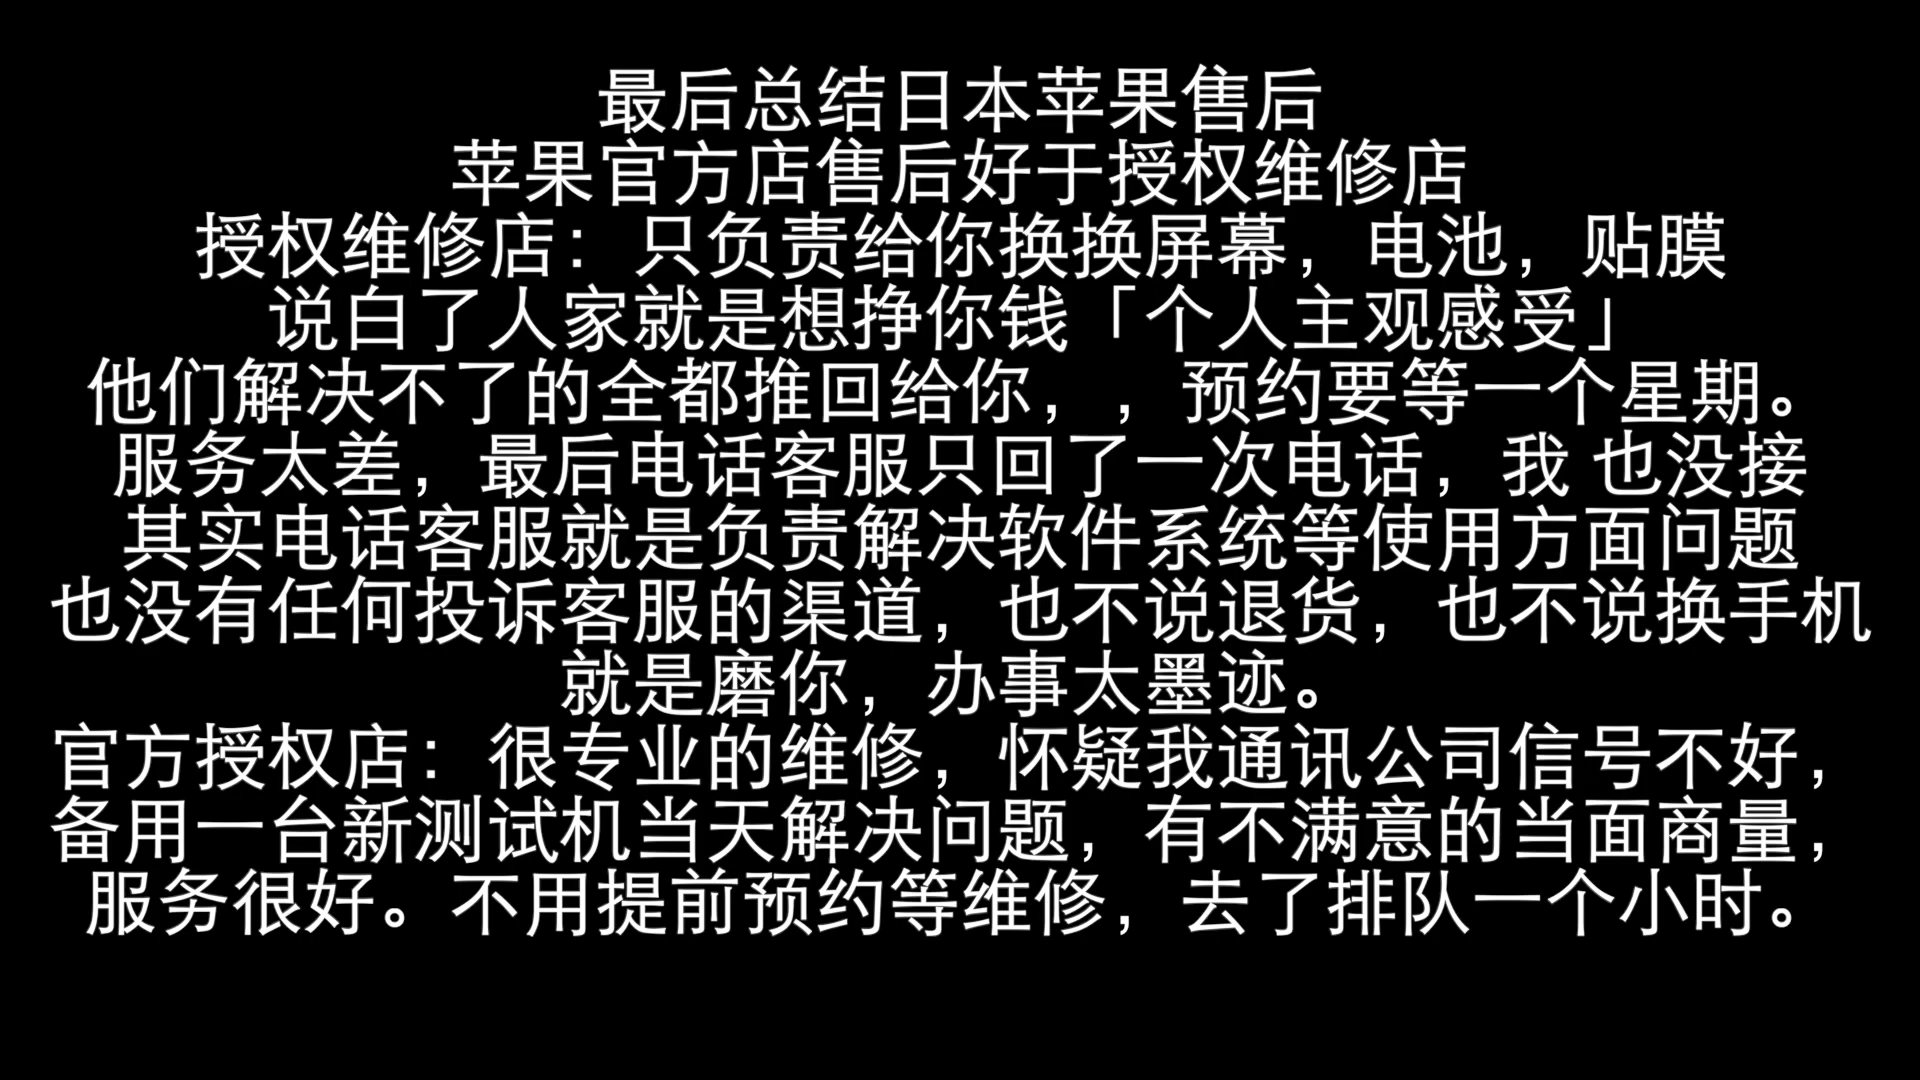 最后总结日本苹果售后
苹果官方店售后好于授权维修店
授权维修店：只负责给你换换屏幕，电池，贴膜
说白了人家就是想挣你钱「个人主观感受」
他们解决不了的全都推回给你，，预约要等一个星期。
服务太差，最后电话客服只回了一次电话，我 也没接
其实电话客服就是负责解决软件系统等使用方面问题
也没有任何投诉客服的渠道，也不说退货，也不说换手机
就是磨你，办事太墨迹。
官方授权店：很专业的维修，怀疑我通讯公司信号不好，
备用一台新测试机当天解决问题，有不满意的当面商量，
服务很好。不用提前预约等维修，去了排队一个小时。